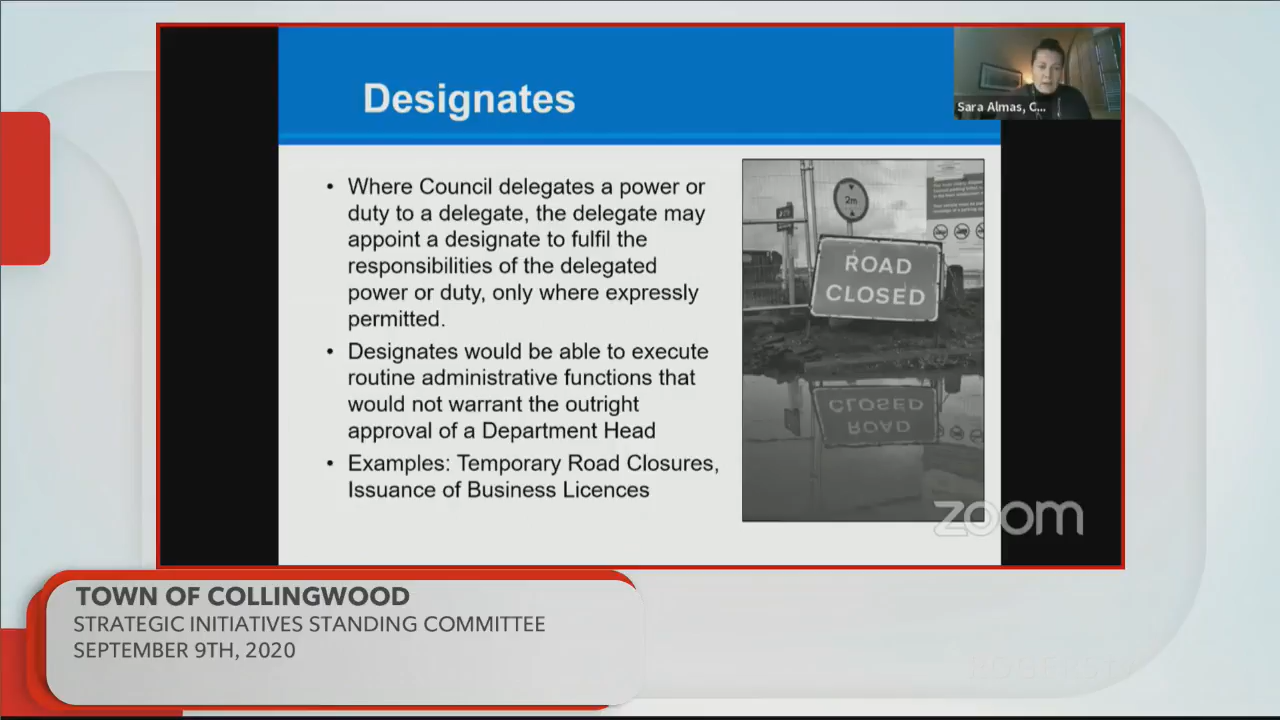 Designates
Sara Almas, C...
• Where Council delegates a power or
duty to a delegate, the delegate may
appoint a designate to fulfil the
responsibilities of the delegated
power or duty, only where expressly
permitted.
• Designates would be able to execute
routine administrative functions that
would not warrant the outright
approval of a Department Head
• Examples: Temporary Road Closures,
Issuance of Business Licences
2m
ROAD
CLOSED
CLOSED
ROAD
zoom
TOWN OF COLLINGWOOD
STRATEGIC INITIATIVES STANDING COMMITTEE
SEPTEMBER 9TH, 2020